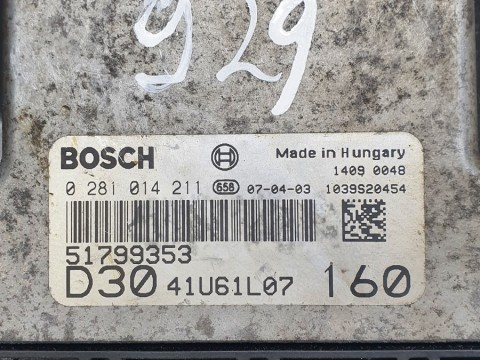 929
BOSCH Made in Hungary
1409 0048
0 281 014 211 658 07-04-03 1039S20454
51799353
D30 41U61L07 160